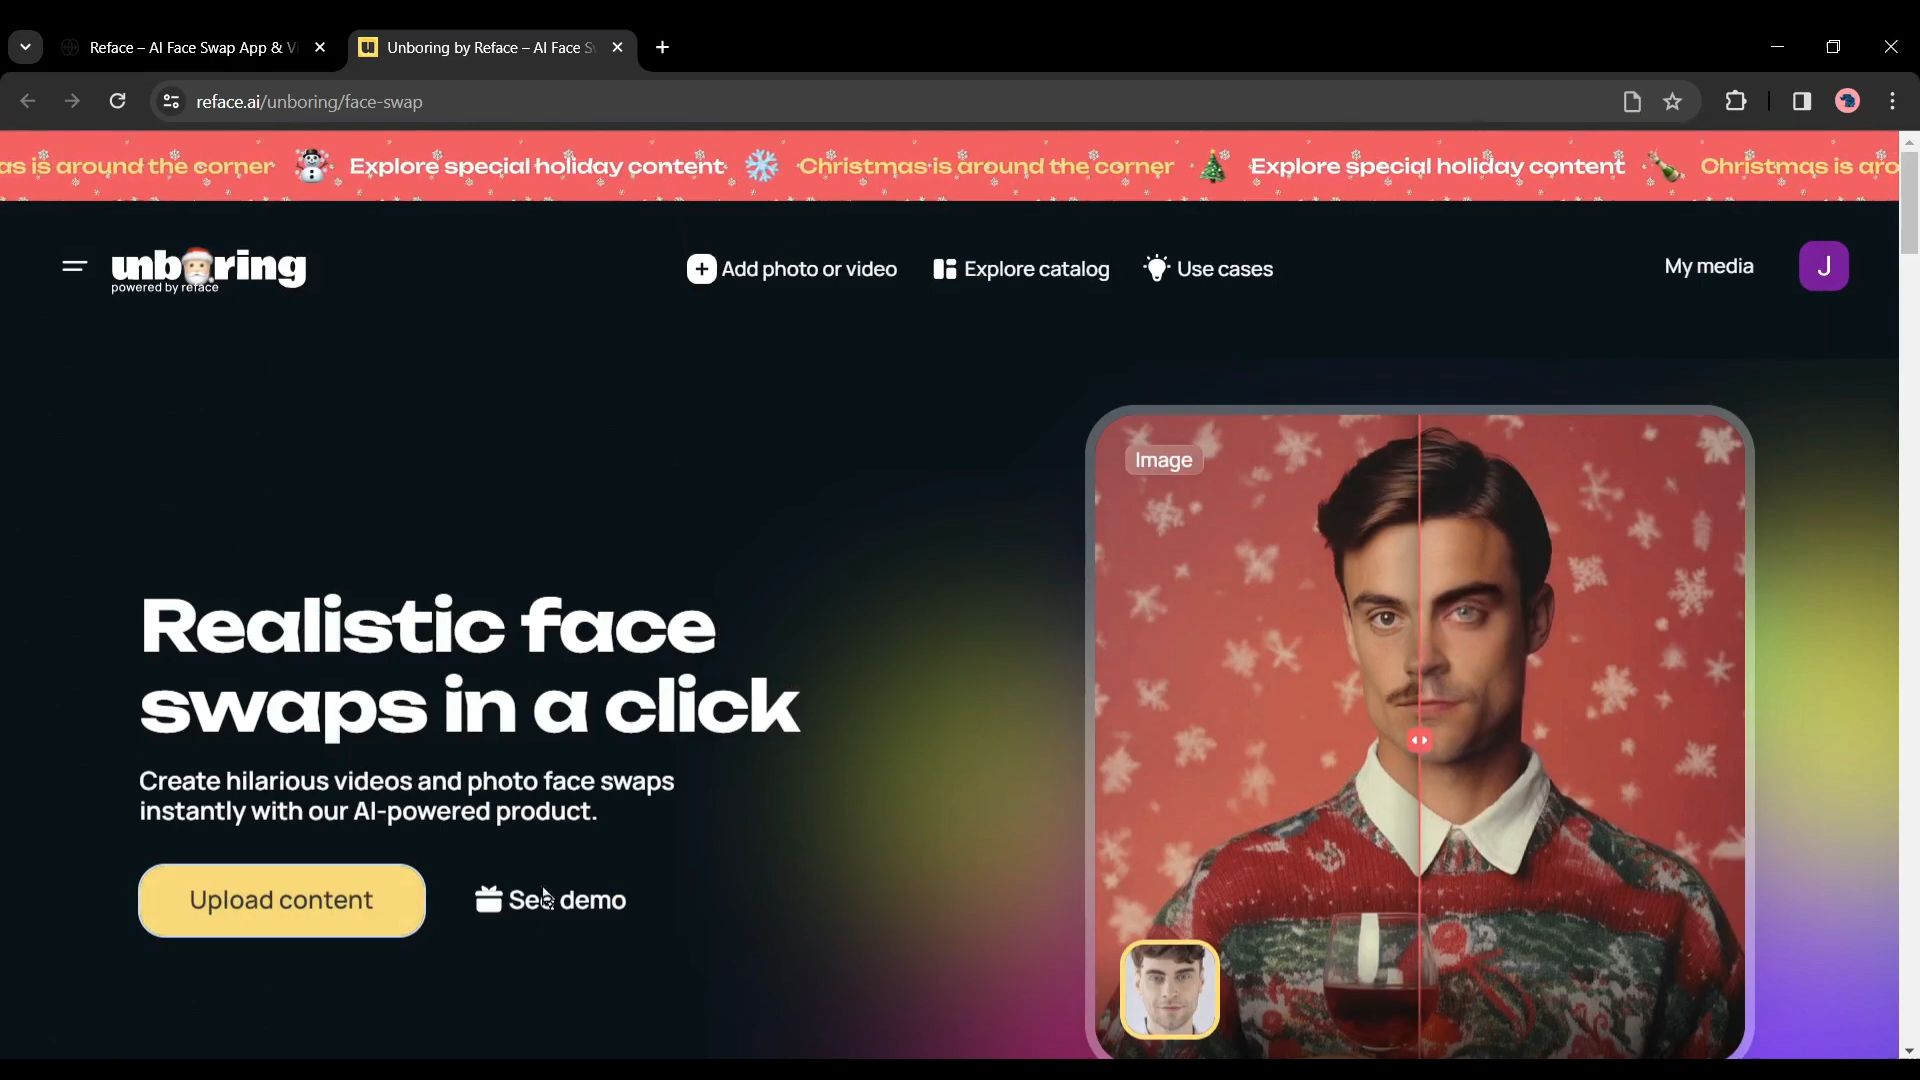 Reface – AI Face Swap App & V
Unboring by Reface – AI Face S
reface.ai/unboring/face-swap
as is around the corner Explore special holiday content Christmas is around the corner Explore special holiday content Christmas is aro
unboring
powered by reface
Add photo or video
Explore catalog
Use cases
My media
J
Image
Realistic face
swaps in a click
Create hilarious videos and photo face swaps
instantly with our AI-powered product.
Upload content
See demo